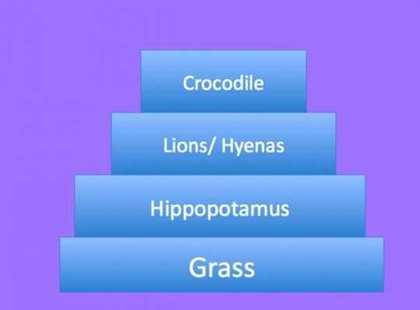 Crocodile
Lions/ Hyenas
Hippopotamus
Grass